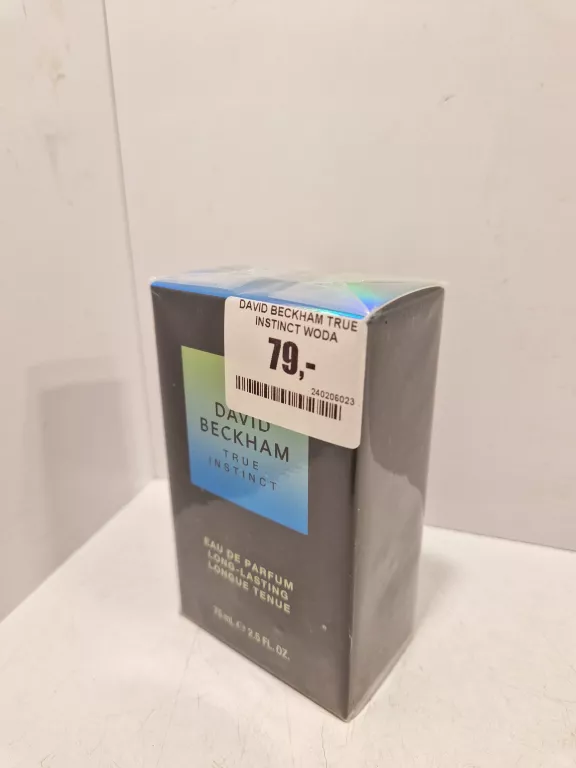 DAVID BECKHAM TRUE
INSTINCT WODA
79,-
240206023
DAVID
BECKHAM
TRUE
INSTINCT
EAU DE PARFUM
LONG-LASTING
LONGUE TENUE
75 mL e 2.5 FL. OZ.